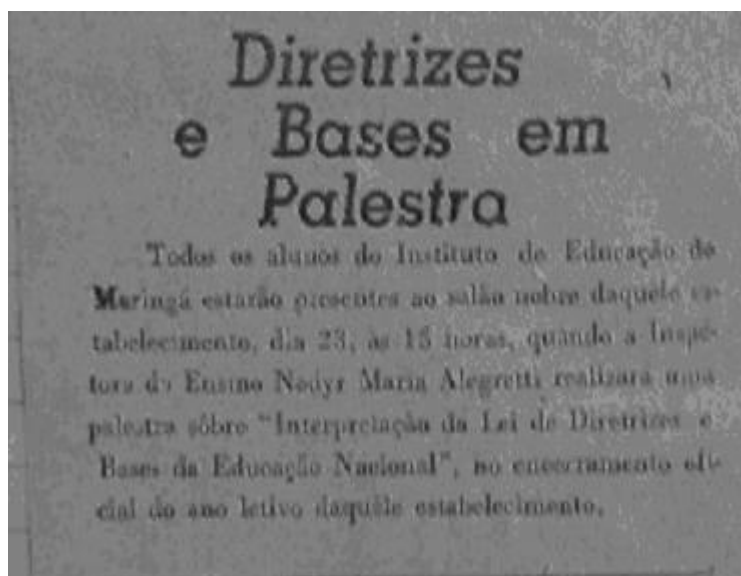 Diretrizes
e Bases em
Palestra
Todos os alunos do Instituto de Educação de
Maringá estarão presentes ao salão nobre daquele es-
tabelecimento, dia 23, às 15 horas, quando a Inspe-
tora do Ensino Nadyr Maria Alegretti realizará uma
palestra sôbre "Interpretação da Lei de Diretrizes e
Bases da Educação Nacional", no encerramento ofi-
cial do ano letivo daquêle estabelecimento.